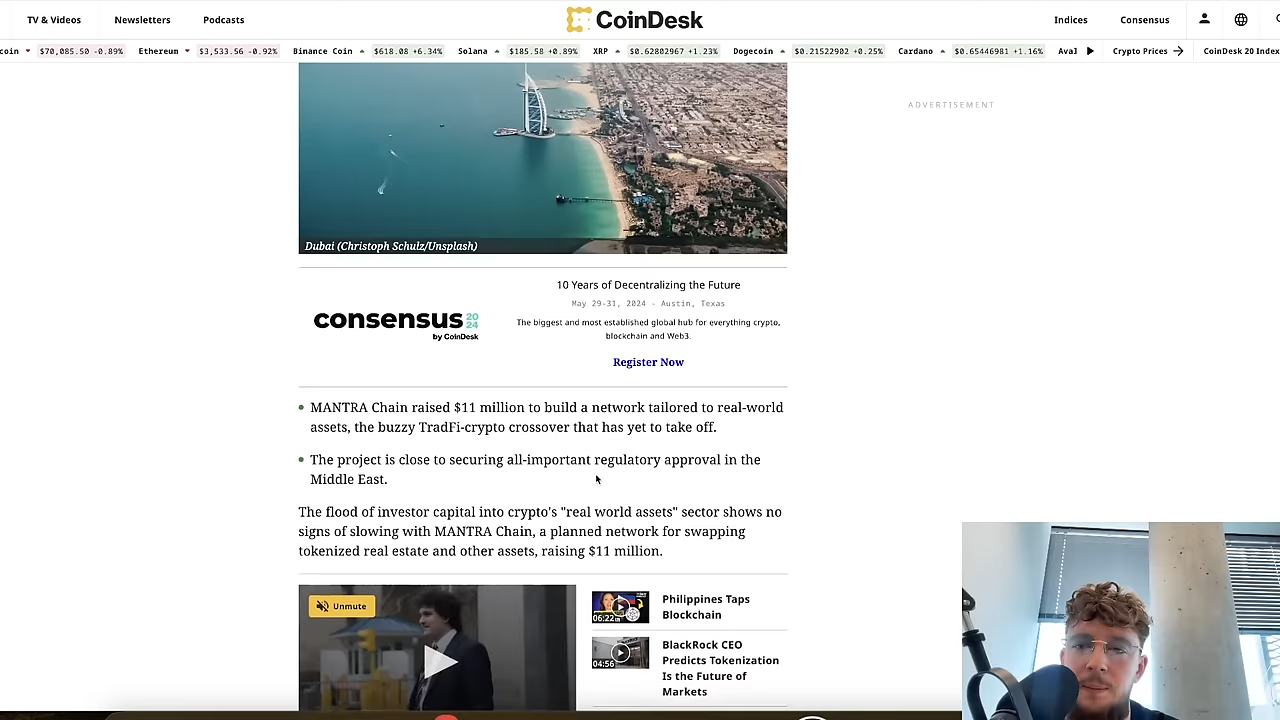 TV & Videos
Newsletters
Podcasts
CoinDesk
Indices
Consensus
coin $70,085.50 -0.89% Ethereum $3,533.56 -0.92% Binance Coin $618.08 +6.34% Solana $185.58 +0.89% XRP $0.62802967 +1.23% Dogecoin $0.21522902 +0.25% Cardano $0.65446981 +1.16% Aval Crypto Prices CoinDesk 20 Index
ADVERTISEMENT
Dubai (Christoph Schulz/Unsplash)
consensus 2024
by CoinDesk
10 Years of Decentralizing the Future
May 29-31, 2024 - Austin, Texas
The biggest and most established global hub for everything crypto,
blockchain and Web3.
Register Now
MANTRA Chain raised $11 million to build a network tailored to real-world
assets, the buzzy TradFi-crypto crossover that has yet to take off.
The project is close to securing all-important regulatory approval in the
Middle East.
The flood of investor capital into crypto's "real world assets" sector shows no
signs of slowing with MANTRA Chain, a planned network for swapping
tokenized real estate and other assets, raising $11 million.
Unmute
06:22
Philippines Taps
Blockchain
04:56
BlackRock CEO
Predicts Tokenization
Is the Future of
Markets